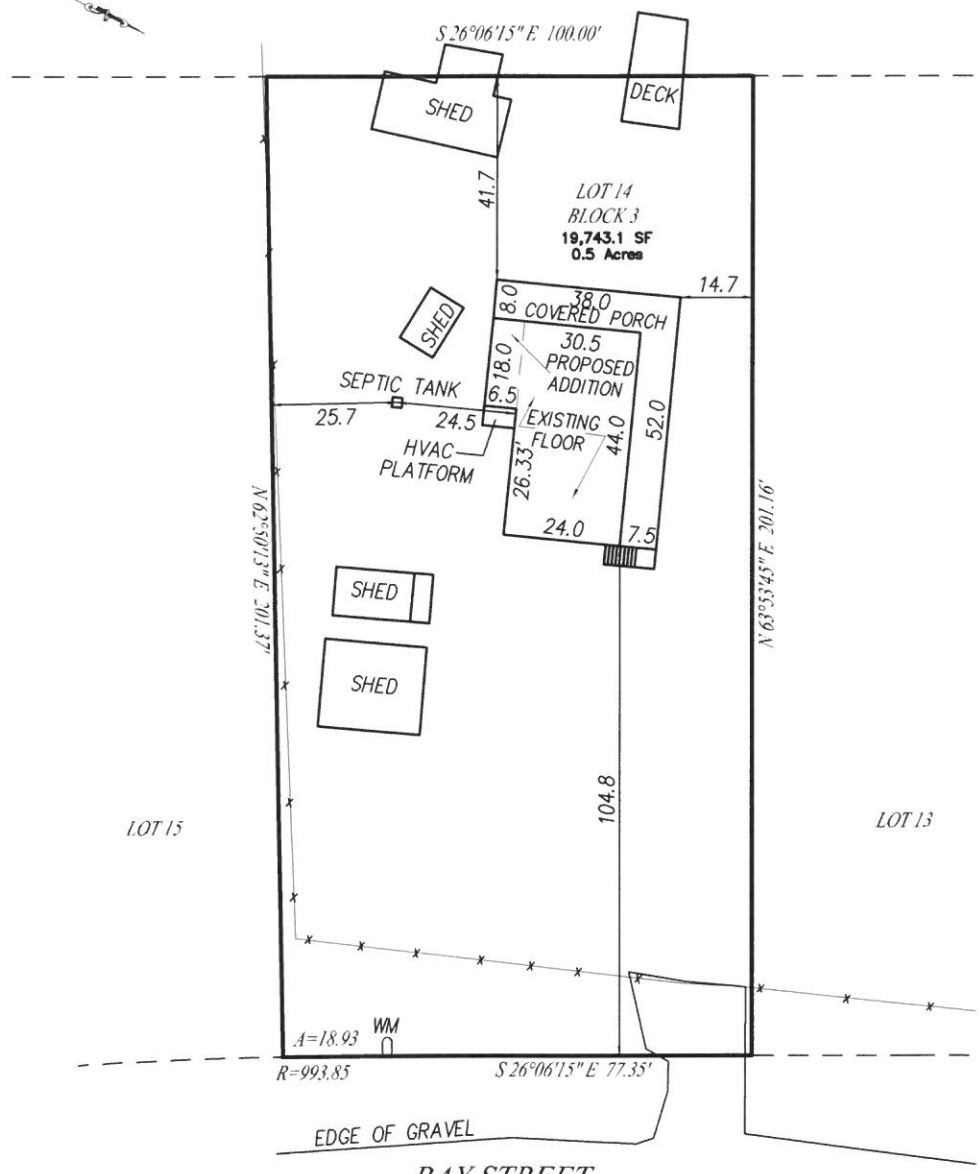 S 26°06'15" E 100.00'
SHED
DECK
41.7
LOT 14
BLOCK 3
19,743.1 SF
0.5 Acres
14.7
8.0
38.0
COVERED PORCH
SHED
30.5
PROPOSED
ADDITION
18.0
SEPTIC TANK
6.5
25.7
24.5
EXISTING
FLOOR
44.0
52.0
HVAC
PLATFORM
26.33'
24.0
7.5
N 62°50'13" E 201.37'
N 63°53'45" E 201.16'
SHED
SHED
104.8
LOT 15
LOT 13
A=18.93
WM
R=993.85
S 26°06'15" E 77.35'
EDGE OF GRAVEL
BAY STREET